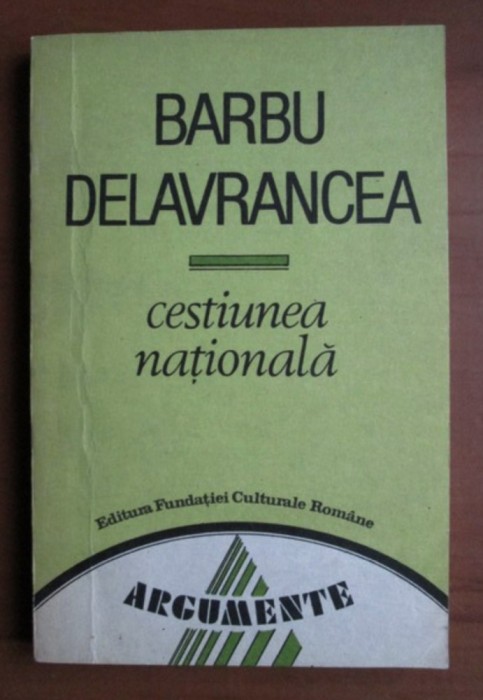 BARBU
DELAVRANCEA
cestiunea
națională
Editura Fundației Culturale Române
ARGUMENTE